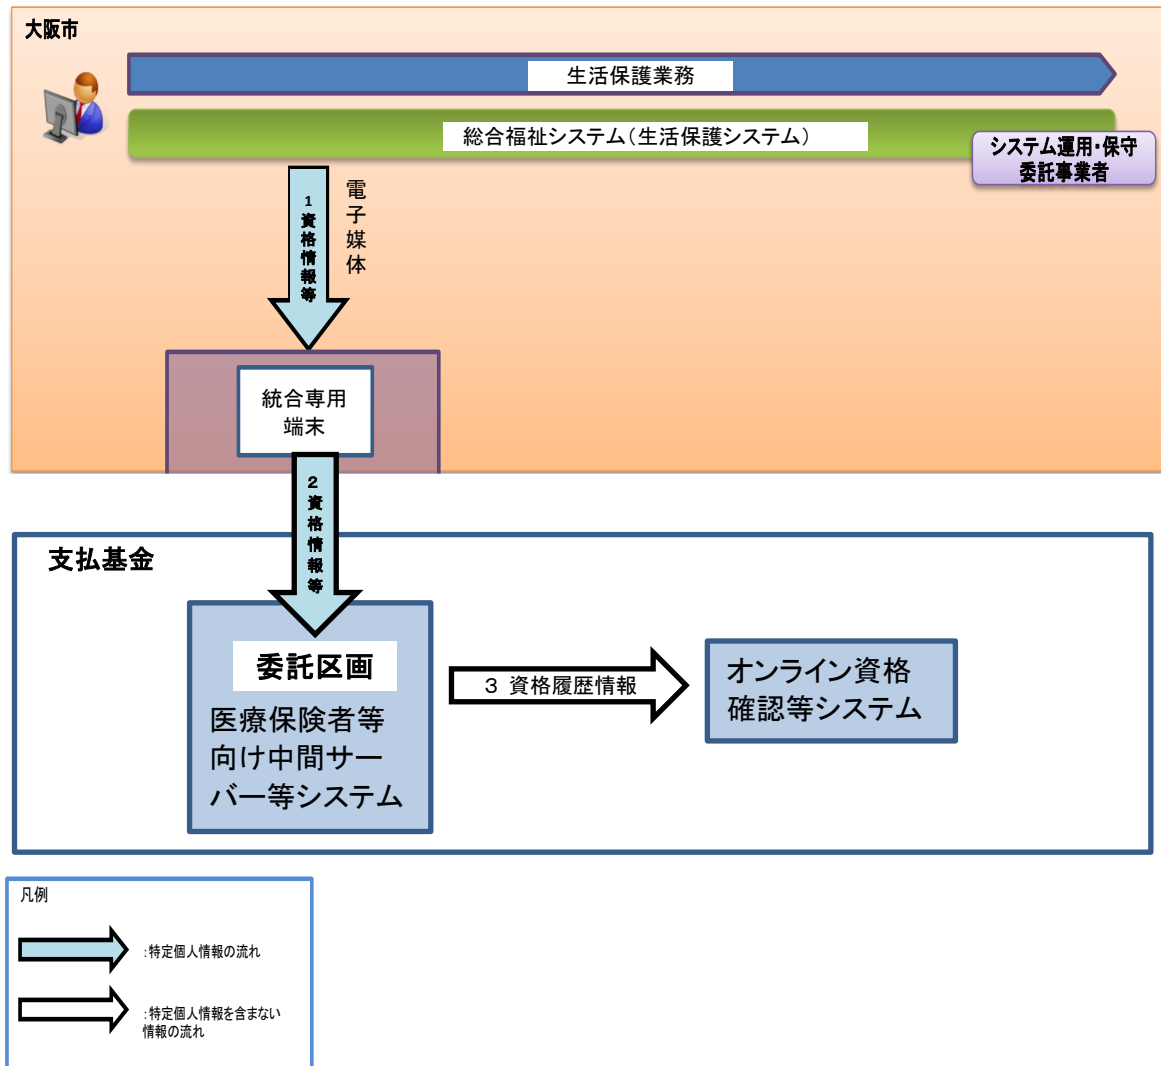 大阪市
生活保護業務
総合福祉システム(生活保護システム)
システム運用・保守
委託事業者
1資格情報等
電子媒体
統合専用
端末
2資格情報等
支払基金
委託区画
医療保険者等
向け中間サー
バー等システム
3 資格履歴情報
オンライン資格
確認等システム
凡例
:特定個人情報の流れ
:特定個人情報を含まない
情報の流れ